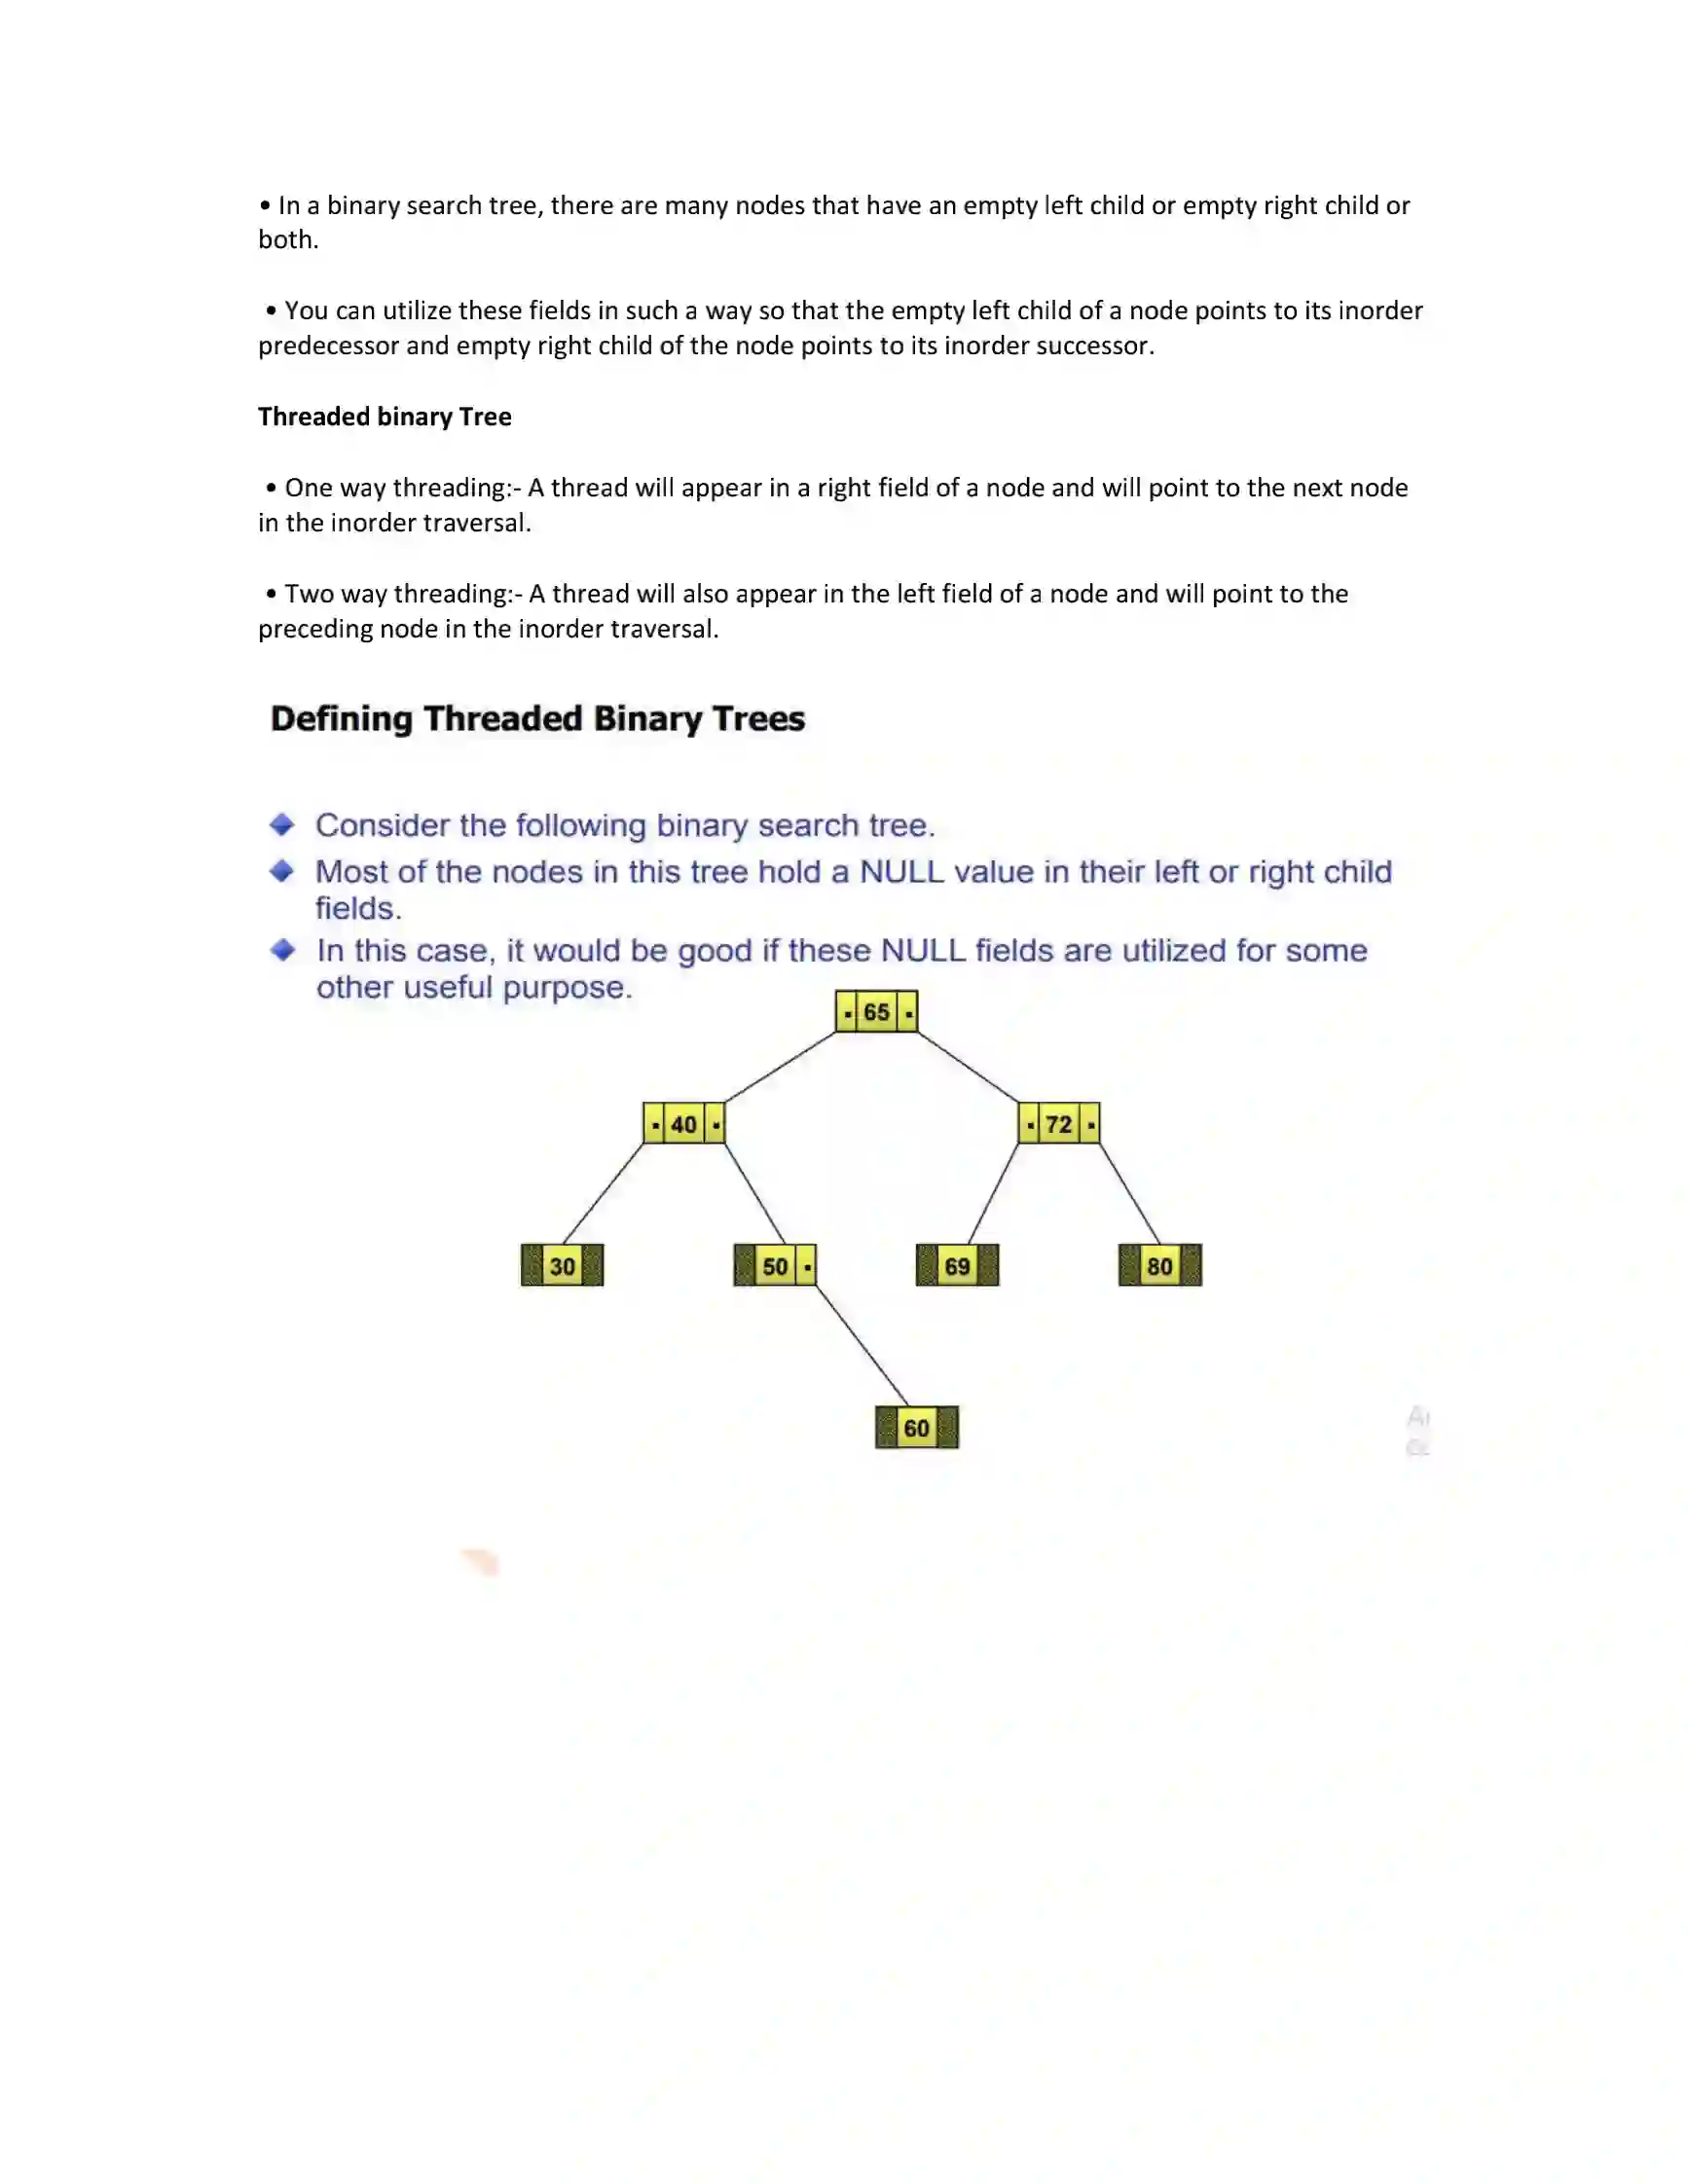 • In a binary search tree, there are many nodes that have an empty left child or empty right child or
both.
• You can utilize these fields in such a way so that the empty left child of a node points to its inorder
predecessor and empty right child of the node points to its inorder successor.
Threaded binary Tree
• One way threading:- A thread will appear in a right field of a node and will point to the next node
in the inorder traversal.
• Two way threading:- A thread will also appear in the left field of a node and will point to the
preceding node in the inorder traversal.
Defining Threaded Binary Trees
Consider the following binary search tree.
Most of the nodes in this tree hold a NULL value in their left or right child
fields.
In this case, it would be good if these NULL fields are utilized for some
other useful purpose.
65
40 72
30 50 69 80
60